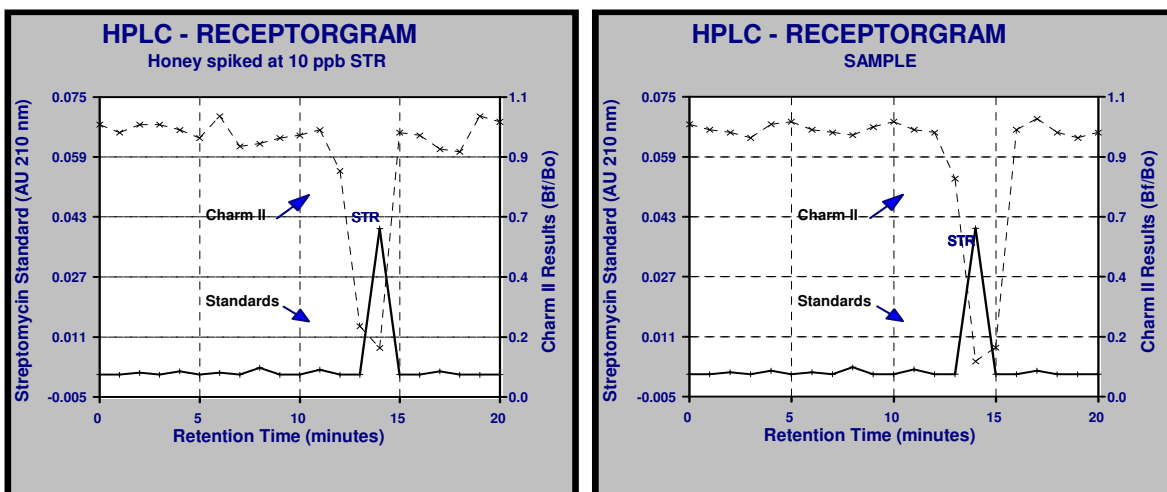 HPLC - RECEPTORGRAM
Honey spiked at 10 ppb STR
Streptomycin Standard (AU 210 nm)
0.075
0.059
0.043
0.027
0.011
-0.005
Charm II
STR
Standards
1.1
0.9
0.7
0.4
0.2
0.0
Charm II Results (Bf/Bo)
0 5 10 15 20
Retention Time (minutes)
HPLC - RECEPTORGRAM
SAMPLE
Streptomycin Standard (AU 210 nm)
0.075
0.059
0.043
0.027
0.011
-0.005
Charm II
STR
Standards
1.1
0.9
0.7
0.4
0.2
0.0
Charm II Results (Bf/Bo)
0 5 10 15 20
Retention Time (minutes)